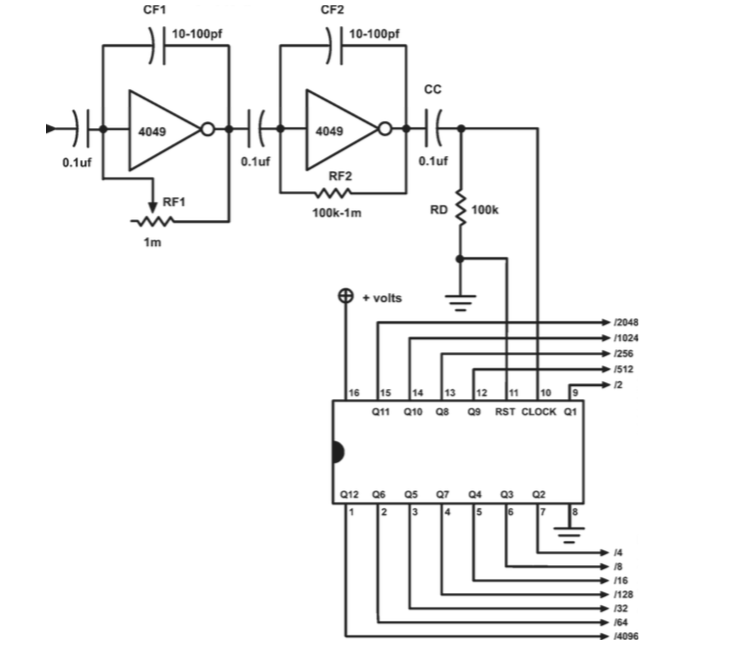 CF1
CF2
10-100pf
10-100pf
CC
4049
4049
0.1uf
0.1uf
0.1uf
RF1
RF2
1m
100k-1m
RD
100k
+ volts
/2048
/1024
/256
/512
/2
16 15 14 13 12 11 10 9
Q11 Q10 Q8 Q9 RST CLOCK Q1
Q12 Q6 Q5 Q7 Q4 Q3 Q2
1 2 3 4 5 6 7 8
/4
/8
/16
/128
/32
/64
/4096